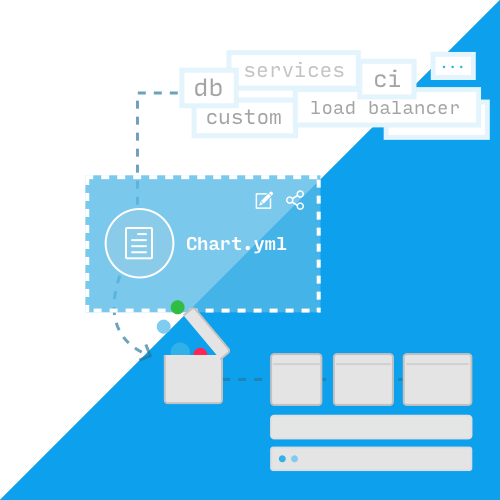 services
...
db
ci
custom
load balancer
Chart.yml